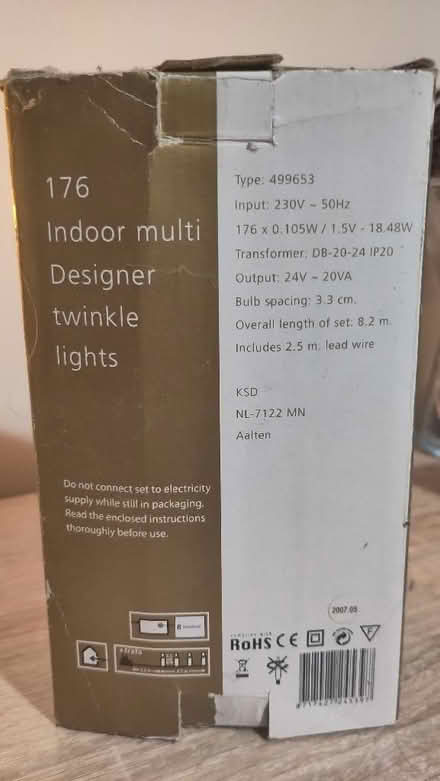 176
Indoor multi
Designer
twinkle
lights
Do not connect set to electricity
supply while still in packaging.
Read the enclosed instructions
thoroughly before use.
Type: 499653
Input: 230V ~ 50Hz
176 x 0.105W / 1.5V - 18.48W
Transformer: DB-20-24 IP20
Output: 24V ~ 20VA
Bulb spacing: 3.3 cm.
Overall length of set: 8.2 m.
Includes 2.5 m. lead wire
KSD
NL-7122 MN
Aalten
2007.05
RoHS CE
F